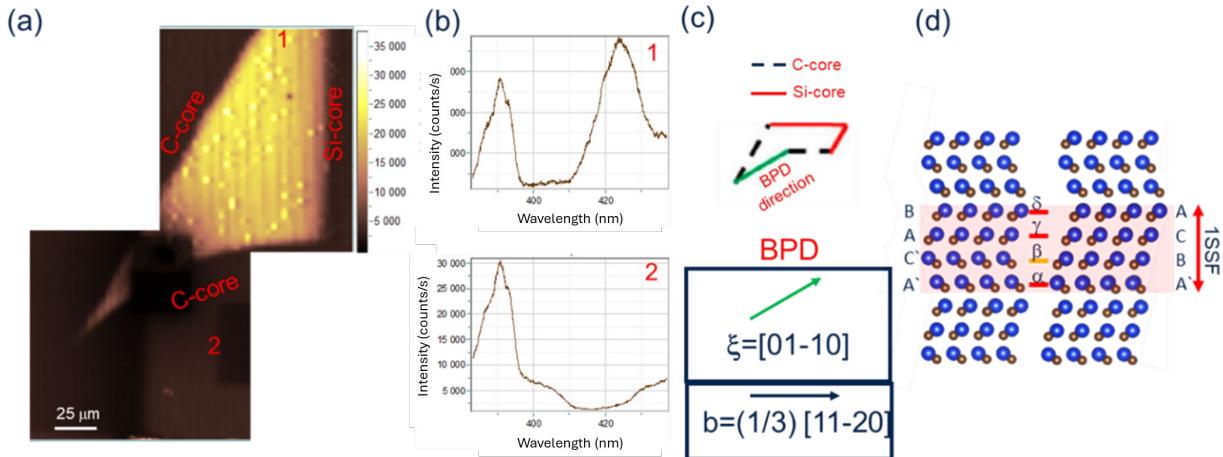 (a)
1
C-core
Si-core
35 000
30 000
25 000
20 000
15 000
10 000
5 000
C-core
2
25 μm
(b)
Intensity (counts/s)
000
000
000
1
400
420
Wavelength (nm)
Intensity (counts/s)
30 000
25 000
20 000
15 000
10 000
5 000
2
400
420
Wavelength (nm)
(c)
C-core
Si-core
BPD
direction
BPD
ξ=[01-10]
b=(1/3) [11-20]
(d)
B δ A
A γ C
C` β B
A` α A`
1SSF